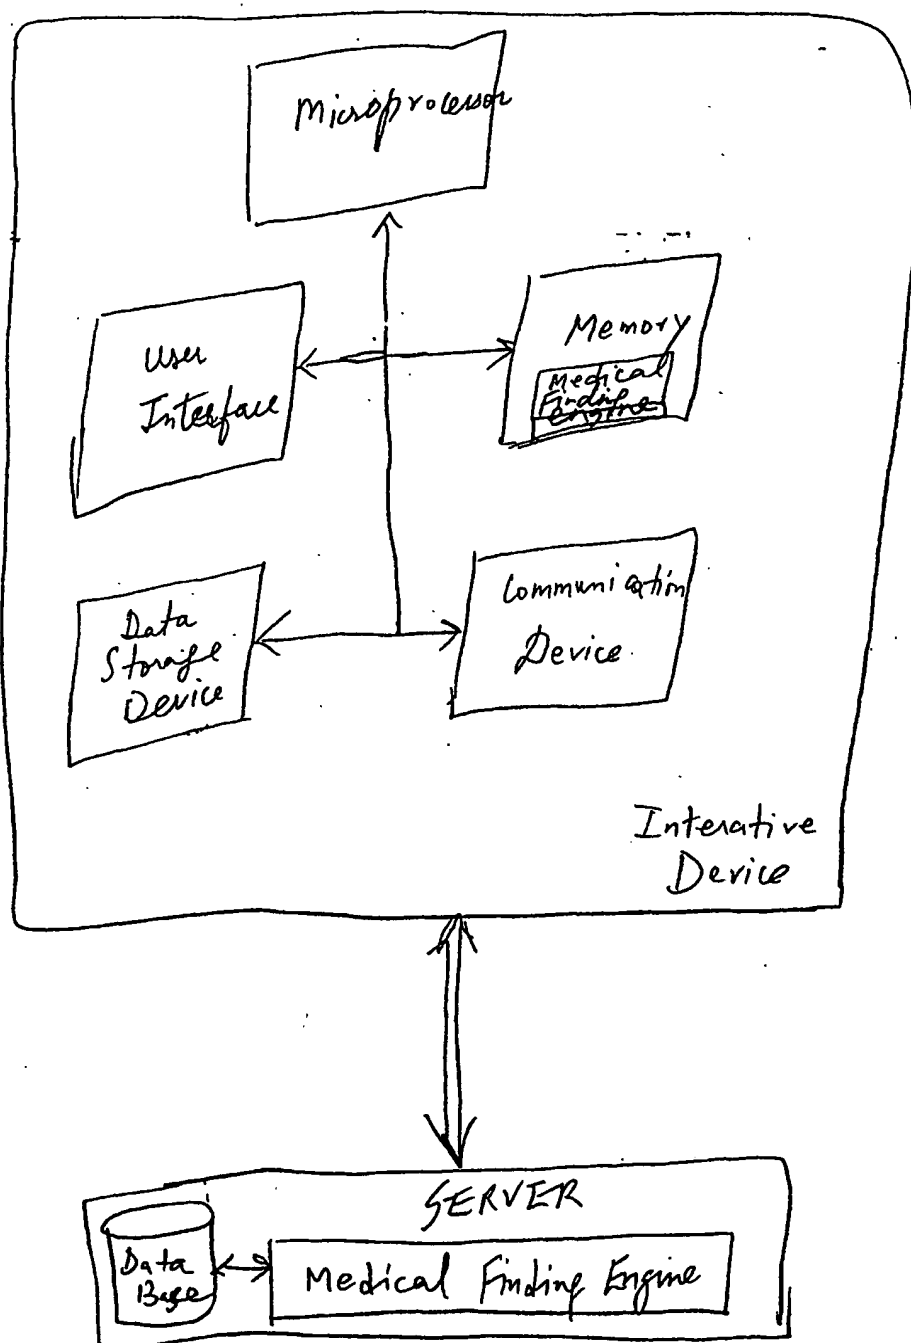 Microprocessor
User
Interface
Memory
Medical
Finding
Engine
Data
Storage
Device
Communication
Device
Interative
Device
SERVER
Data
Base
Medical Finding Engine